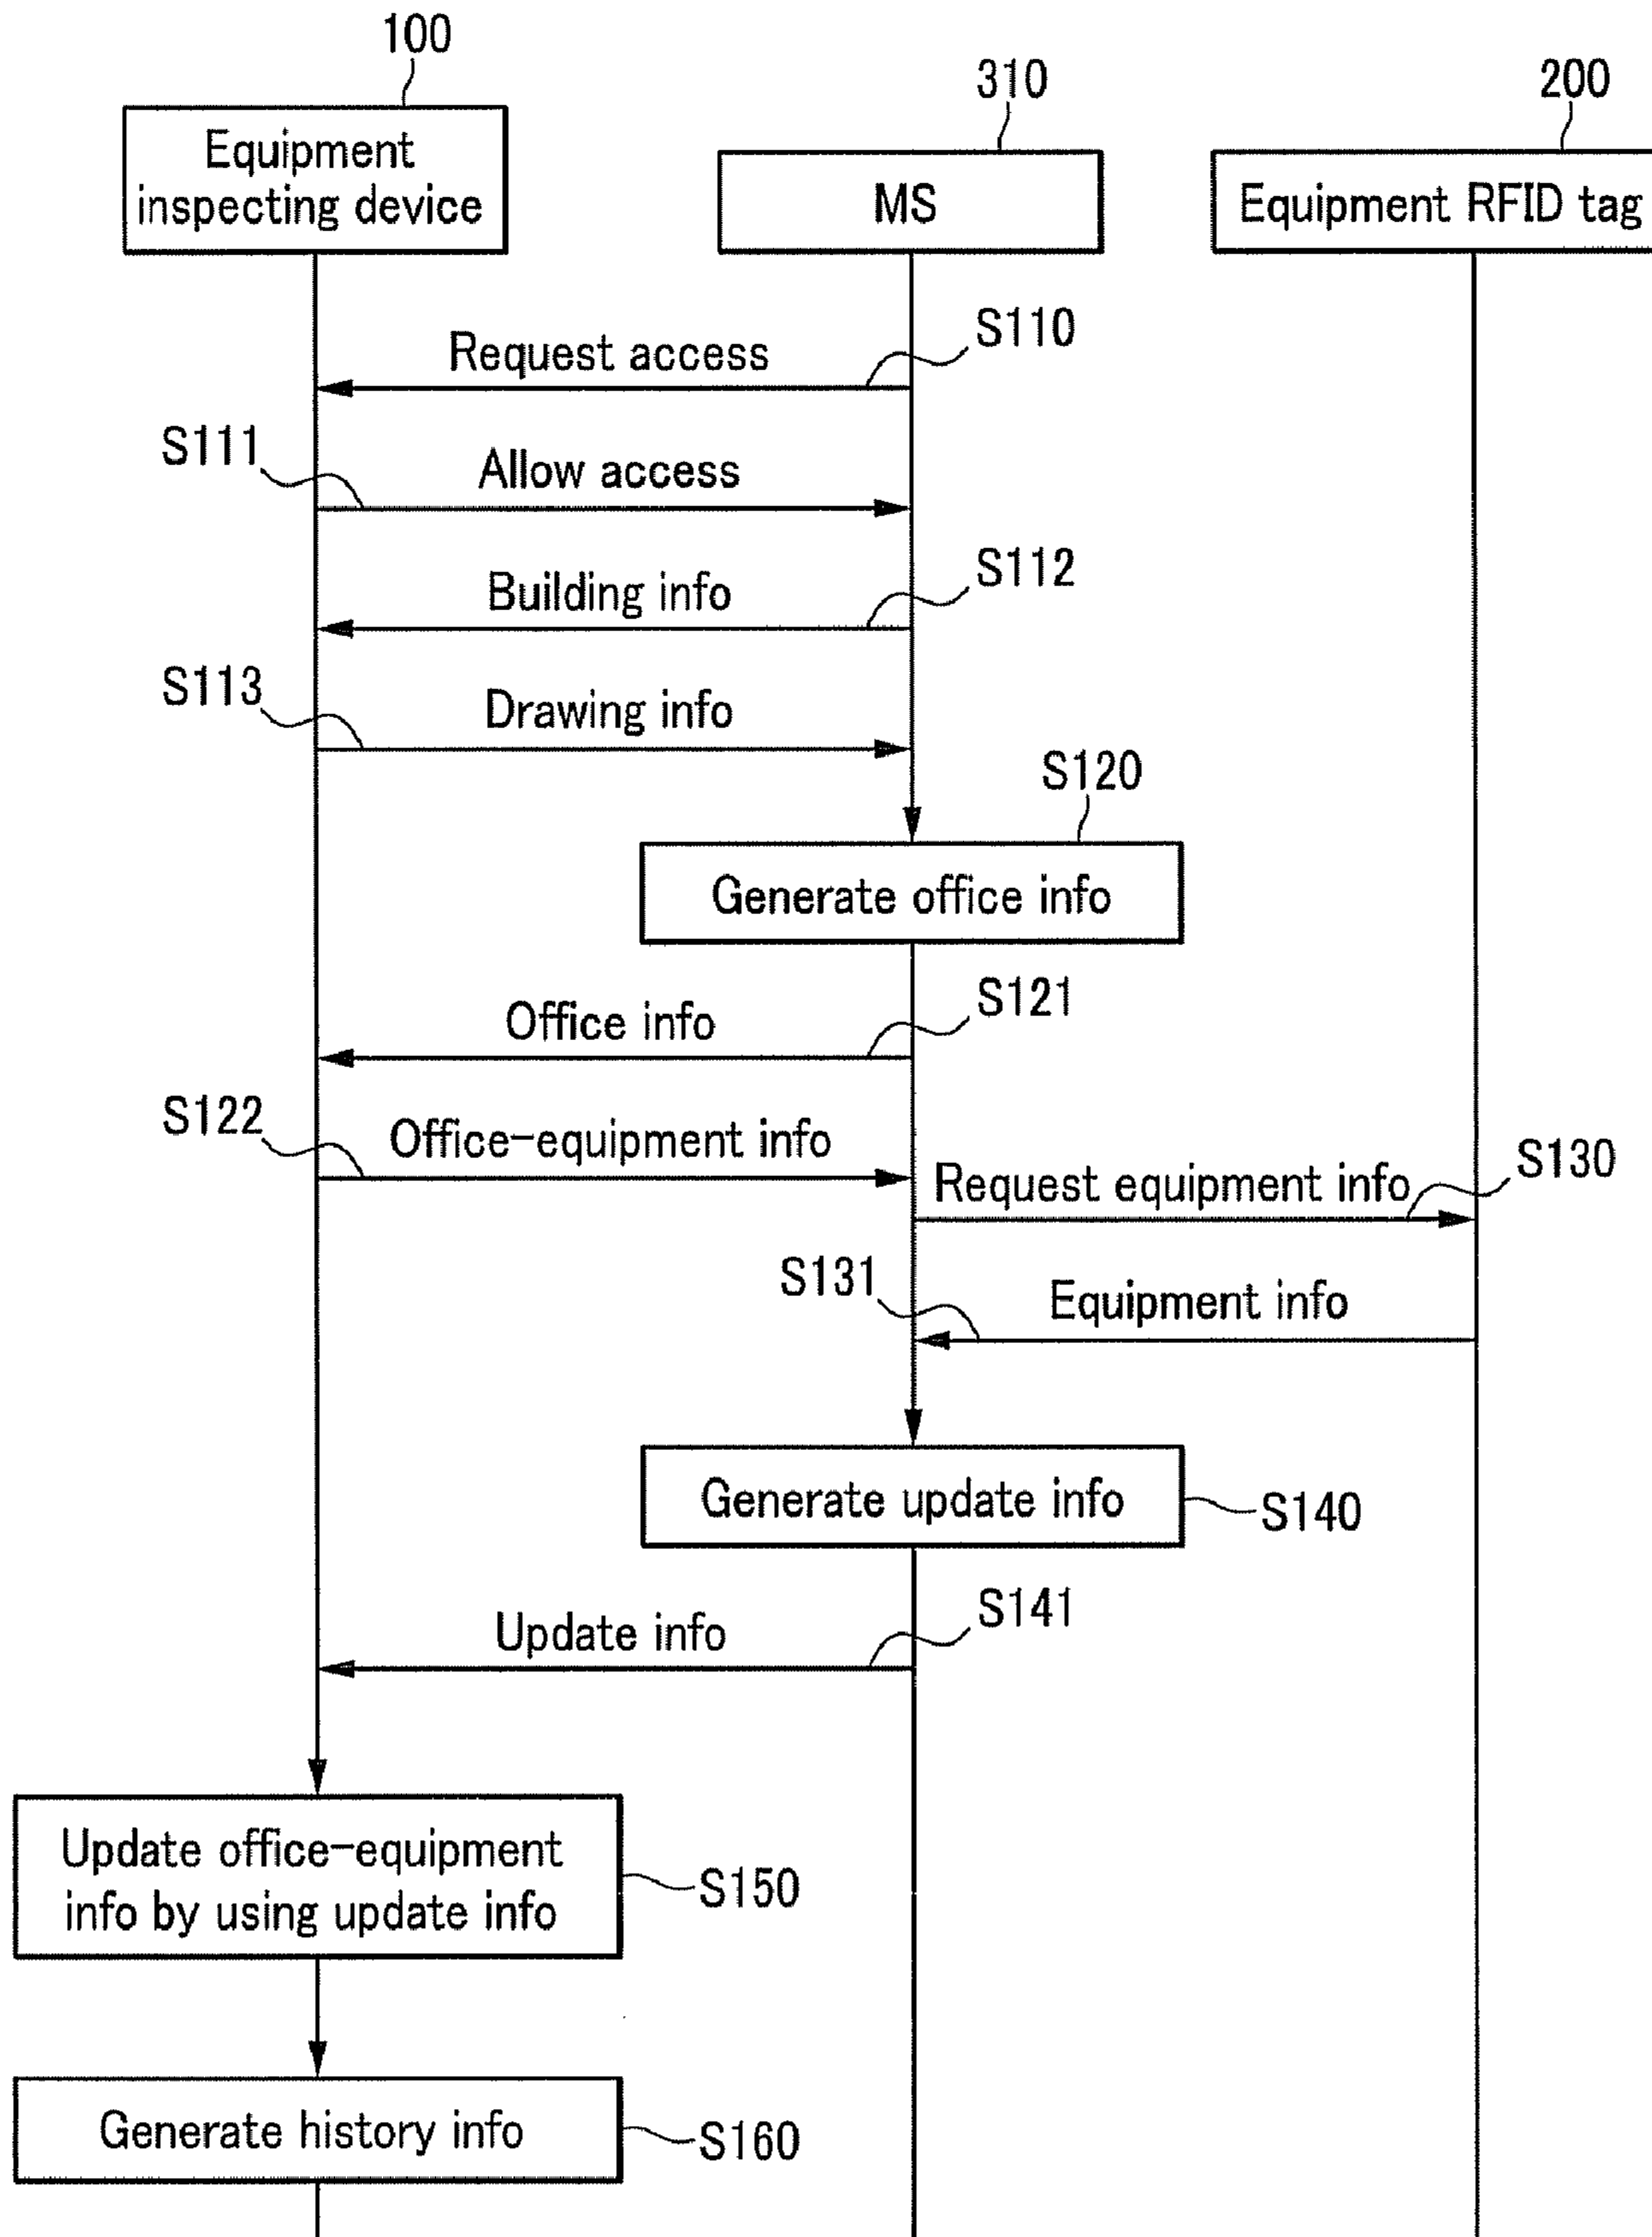 100
310
200
Equipment
inspecting device
MS
Equipment RFID tag
Request access
S110
S111
Allow access
Building info
S112
S113
Drawing info
S120
Generate office info
Office info
S121
S122
Office-equipment info
Request equipment info
S130
S131
Equipment info
Generate update info
S140
Update info
S141
Update office-equipment
info by using update info
S150
Generate history info
S160